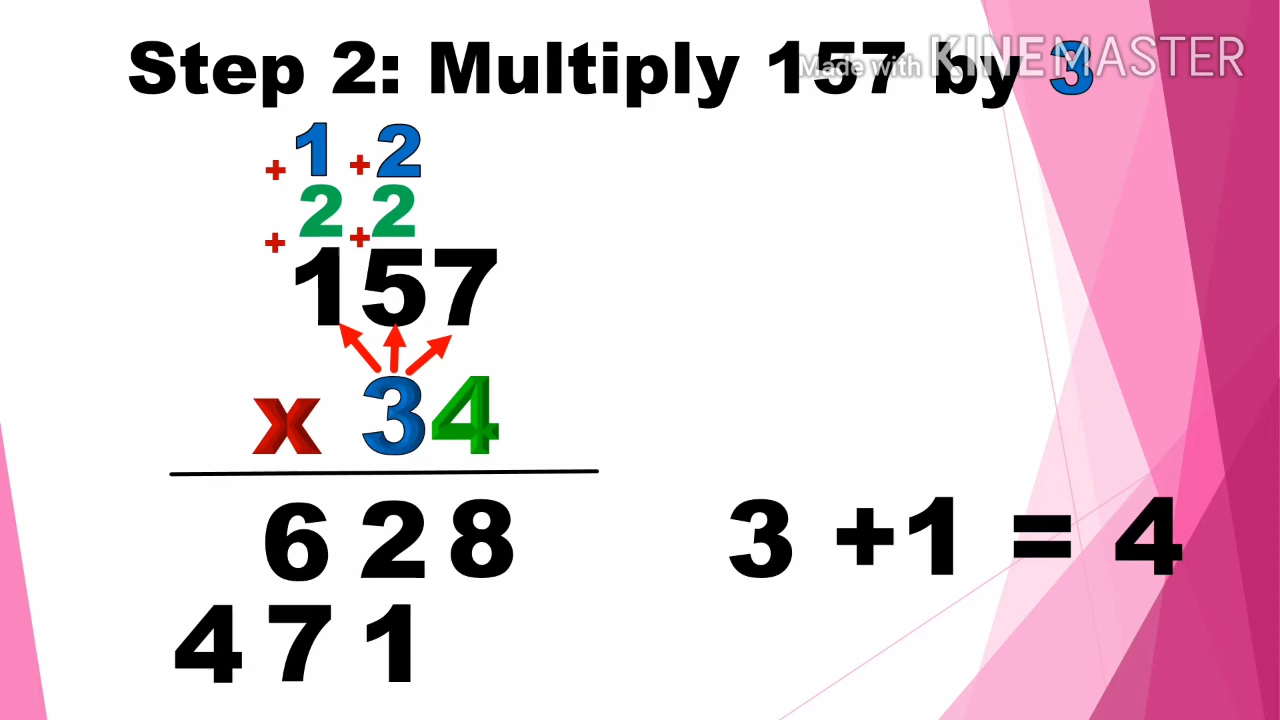 Step 2: Multiply 157 by 3
Made with KINEMASTER
+1 +2
+2 +2
157
x 34
628 3 +1 = 4
471